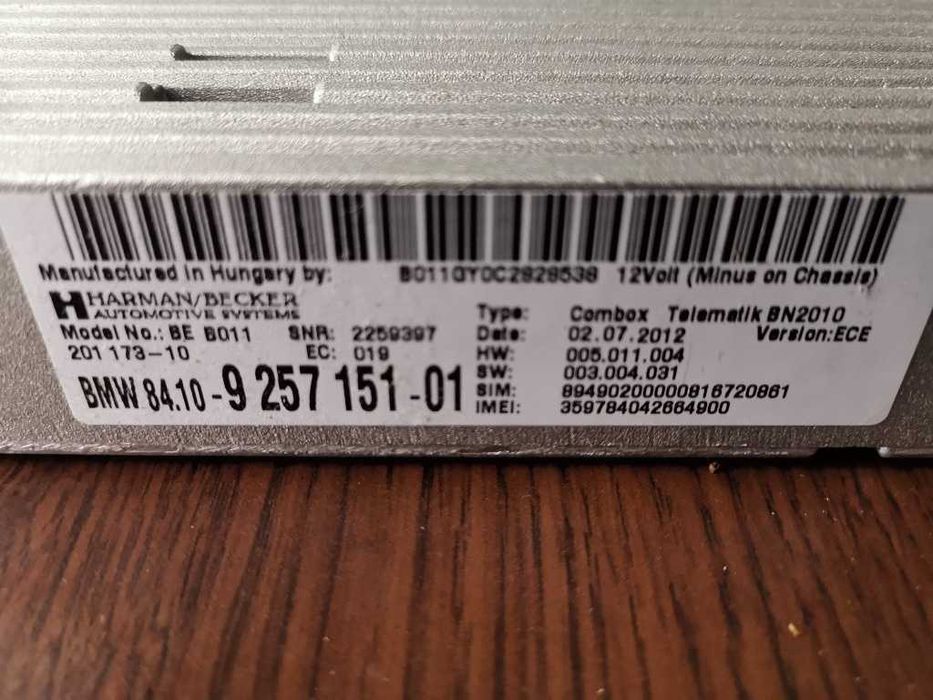 Manufactured in Hungary by: B011GY0C2828538 12Volt (Minus on Chassis)
HARMAN/BECKER
AUTOMOTIVE SYSTEMS
Model No.: BE B011 SNR: 2259397
201 173-10 EC: 019
BMW 84.10-9 257 151-01
Type: Combox Telematik BN2010
Date: 02.07.2012 Version:ECE
HW: 005.011.004
SW: 003.004.031
SIM: 89490200000816720861
IMEI: 359784042664900